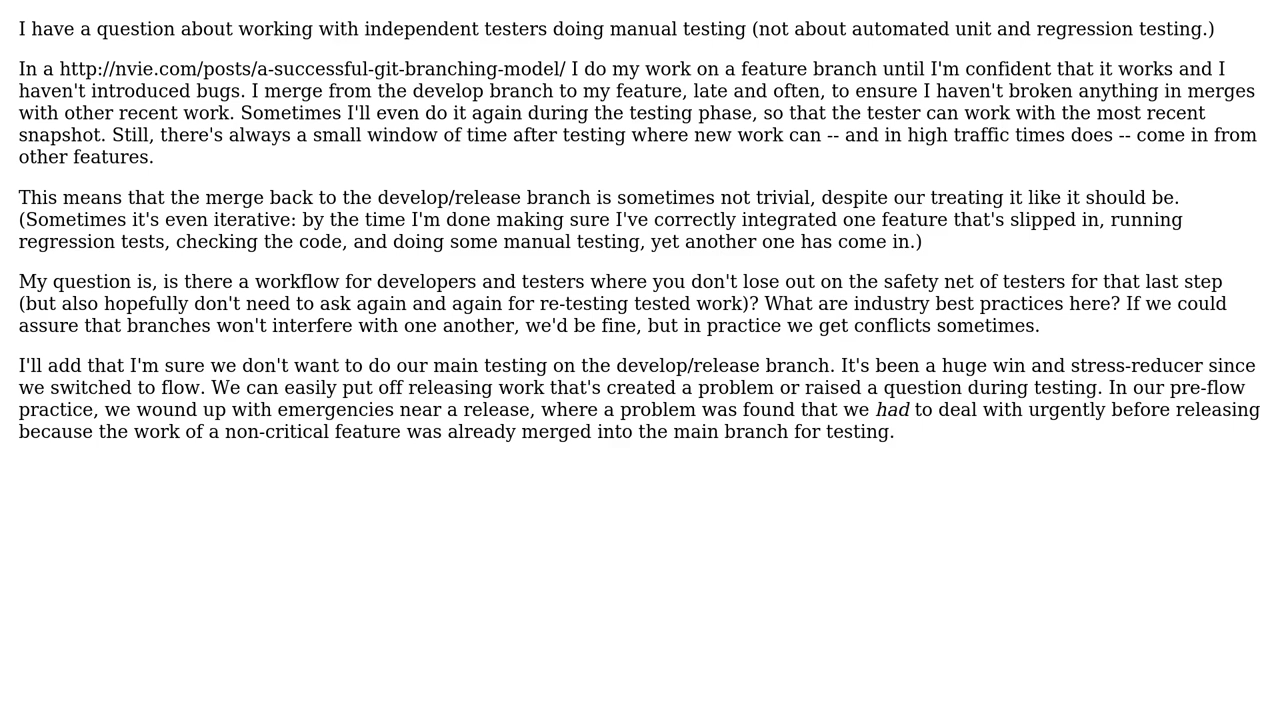 I have a question about working with independent testers doing manual testing (not about automated unit and regression testing.)
In a http://nvie.com/posts/a-successful-git-branching-model/ I do my work on a feature branch until I'm confident that it works and I
haven't introduced bugs. I merge from the develop branch to my feature, late and often, to ensure I haven't broken anything in merges
with other recent work. Sometimes I'll even do it again during the testing phase, so that the tester can work with the most recent
snapshot. Still, there's always a small window of time after testing where new work can -- and in high traffic times does -- come in from
other features.
This means that the merge back to the develop/release branch is sometimes not trivial, despite our treating it like it should be.
(Sometimes it's even iterative: by the time I'm done making sure I've correctly integrated one feature that's slipped in, running
regression tests, checking the code, and doing some manual testing, yet another one has come in.)
My question is, is there a workflow for developers and testers where you don't lose out on the safety net of testers for that last step
(but also hopefully don't need to ask again and again for re-testing tested work)? What are industry best practices here? If we could
assure that branches won't interfere with one another, we'd be fine, but in practice we get conflicts sometimes.
I'll add that I'm sure we don't want to do our main testing on the develop/release branch. It's been a huge win and stress-reducer since
we switched to flow. We can easily put off releasing work that's created a problem or raised a question during testing. In our pre-flow
practice, we wound up with emergencies near a release, where a problem was found that we had to deal with urgently before releasing
because the work of a non-critical feature was already merged into the main branch for testing.